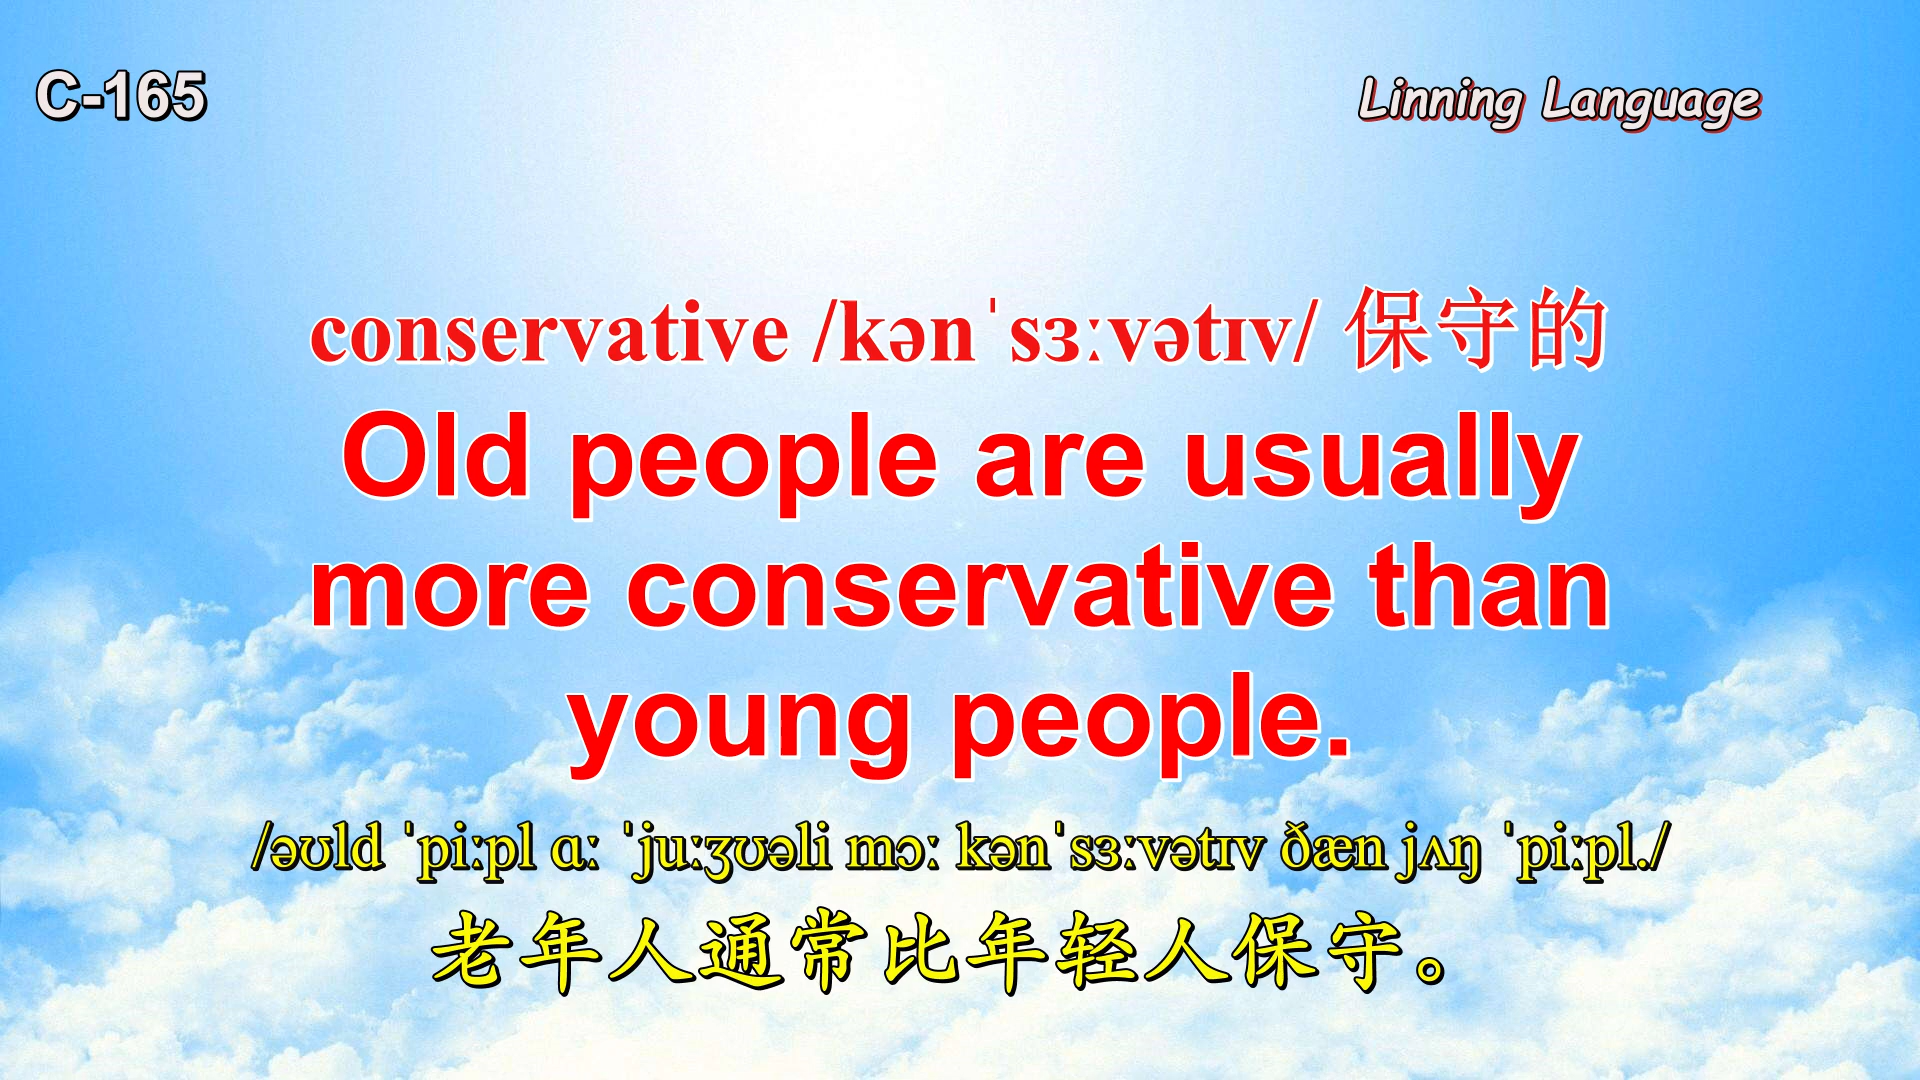 C-165
Linning Language
conservative /kənˈsɜːvətɪv/ 保守的
Old people are usually
more conservative than
young people.
/əʊld ˈpiːpl ɑː ˈjuːʒʊəli mɔː kənˈsɜːvətɪv ðæn jʌŋ ˈpiːpl./
老年人通常比年轻人保守。